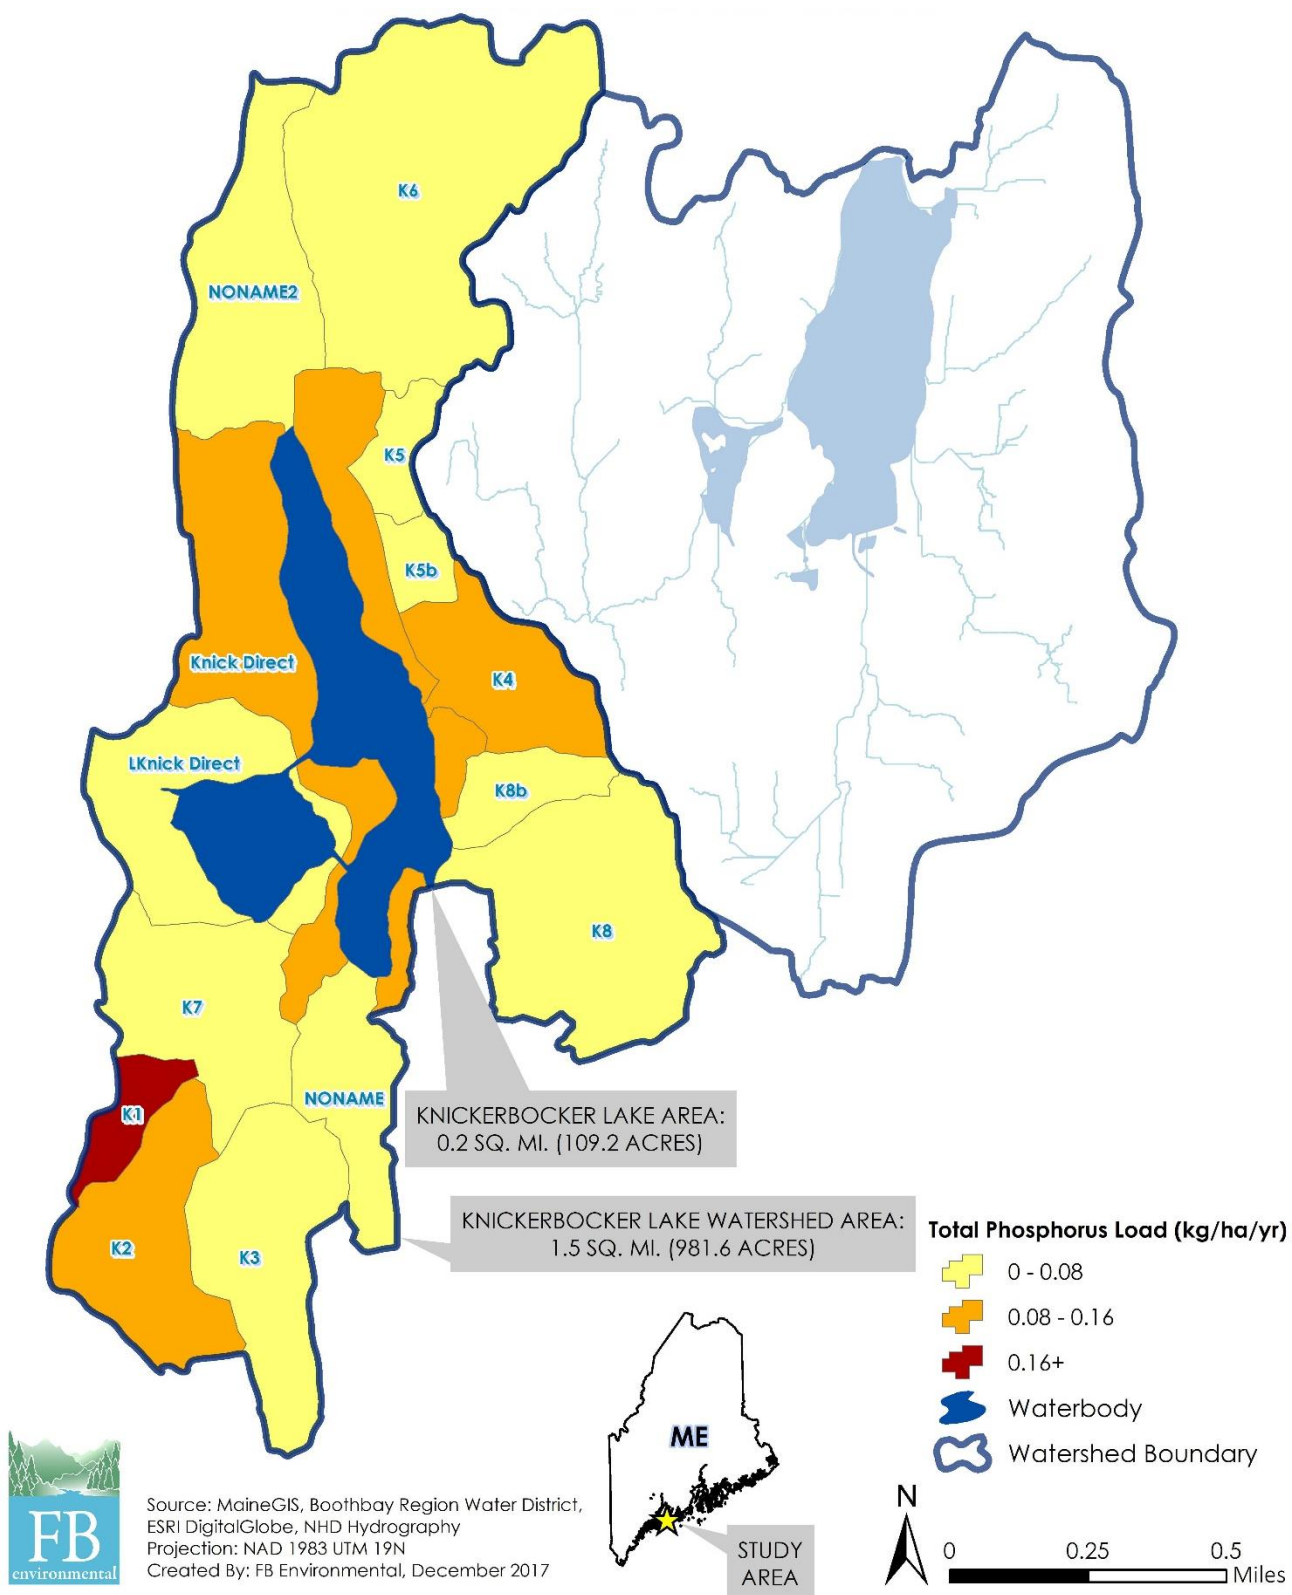 K6
NONAME2
K5
K5b
Knick Direct
K4
LKnick Direct
K8b
K8
K7
NONAME
K1
K2
K3
KNICKERBOCKER LAKE AREA:
0.2 SQ. MI. (109.2 ACRES)
KNICKERBOCKER LAKE WATERSHED AREA:
1.5 SQ. MI. (981.6 ACRES)
Total Phosphorus Load (kg/ha/yr)
0 - 0.08
0.08 - 0.16
0.16+
Waterbody
Watershed Boundary
ME
STUDY
AREA
N
0 0.25 0.5
Miles
FB
environmental
Source: MaineGIS, Boothbay Region Water District,
ESRI DigitalGlobe, NHD Hydrography
Projection: NAD 1983 UTM 19N
Created By: FB Environmental, December 2017